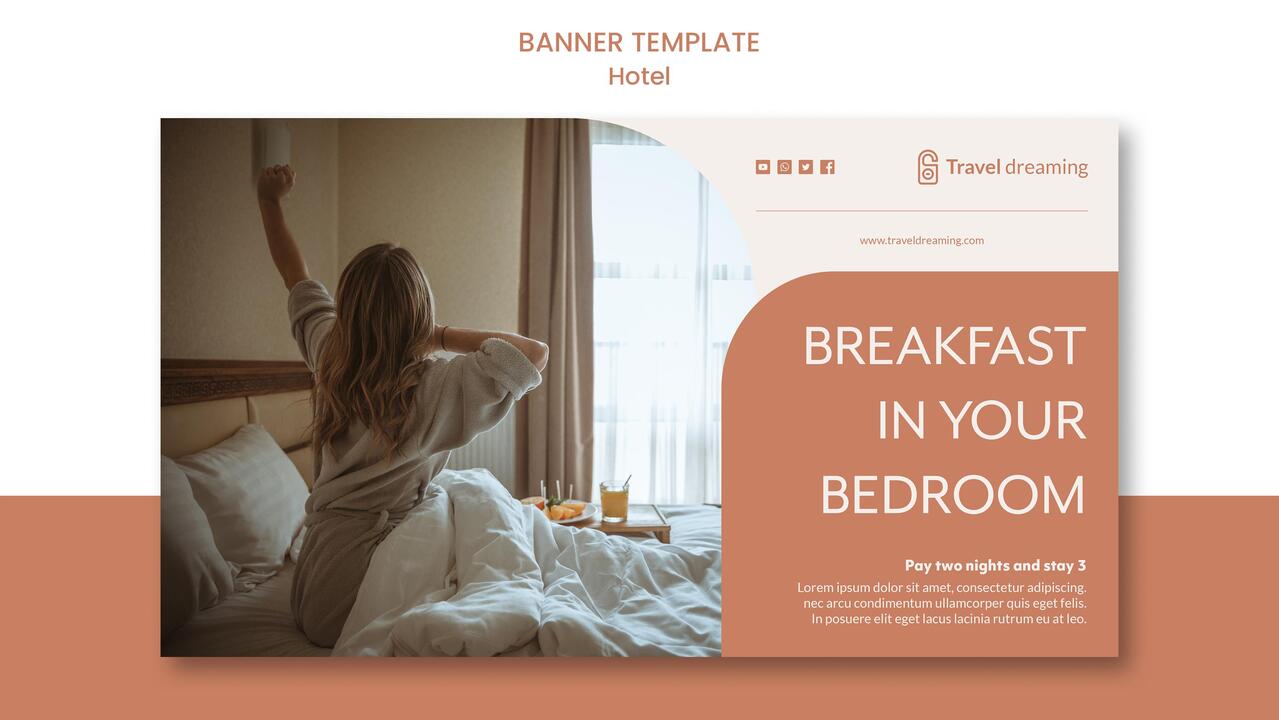 BANNER TEMPLATE
Hotel
Travel dreaming
www.traveldreaming.com
BREAKFAST
IN YOUR
BEDROOM
Pay two nights and stay 3
Lorem ipsum dolor sit amet, consectetur adipiscing.
nec arcu condimentum ullamcorper quis eget felis.
In posuere elit eget lacus lacinia rutrum eu at leo.